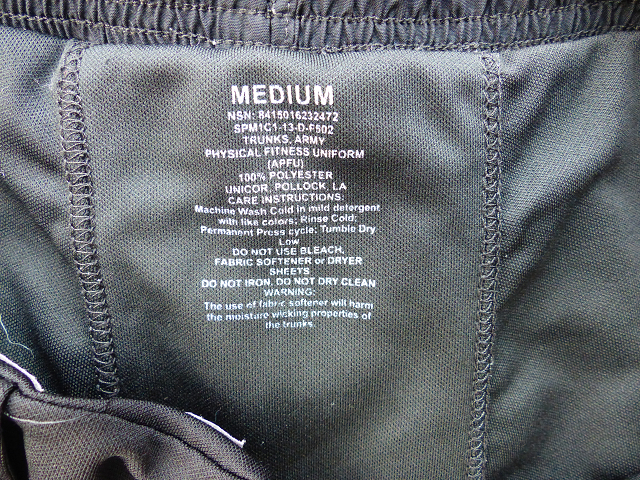 MEDIUM
NSN: 8415016232472
SPM1C1-13-D-F502
TRUNKS, ARMY
PHYSICAL FITNESS UNIFORM
(APFU)
100% POLYESTER
UNICOR, POLLOCK, LA
CARE INSTRUCTIONS:
Machine Wash Cold in mild detergent
with like colors; Rinse Cold;
Permanent Press cycle; Tumble Dry
Low
DO NOT USE BLEACH,
FABRIC SOFTENER or DRYER
SHEETS
DO NOT IRON, DO NOT DRY CLEAN
WARNING:
The use of fabric softener will harm
the moisture wicking properties of
the trunks.